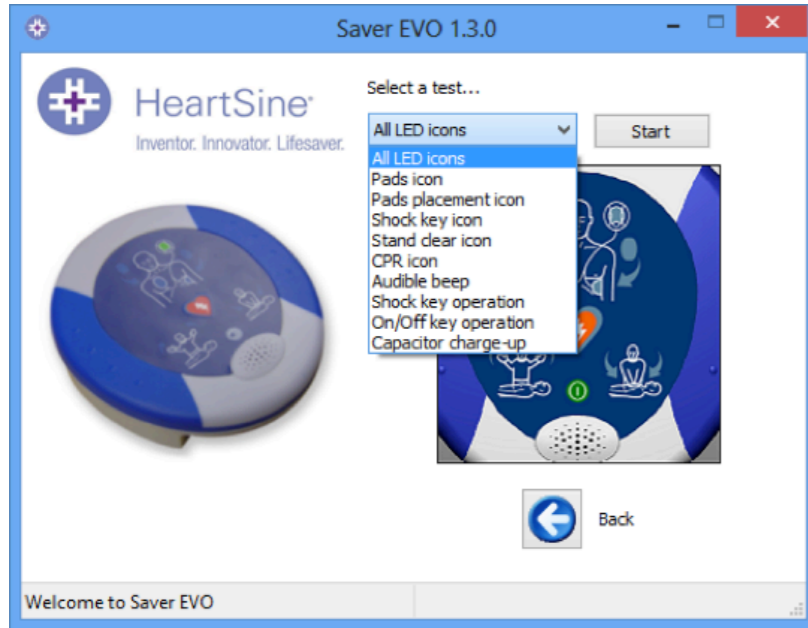 Saver EVO 1.3.0
HeartSine®
Inventor. Innovator. Lifesaver.
Select a test...
All LED icons
Start
All LED icons
Pads icon
Pads placement icon
Shock key icon
Stand clear icon
CPR icon
Audible beep
Shock key operation
On/Off key operation
Capacitor charge-up
Back
Welcome to Saver EVO